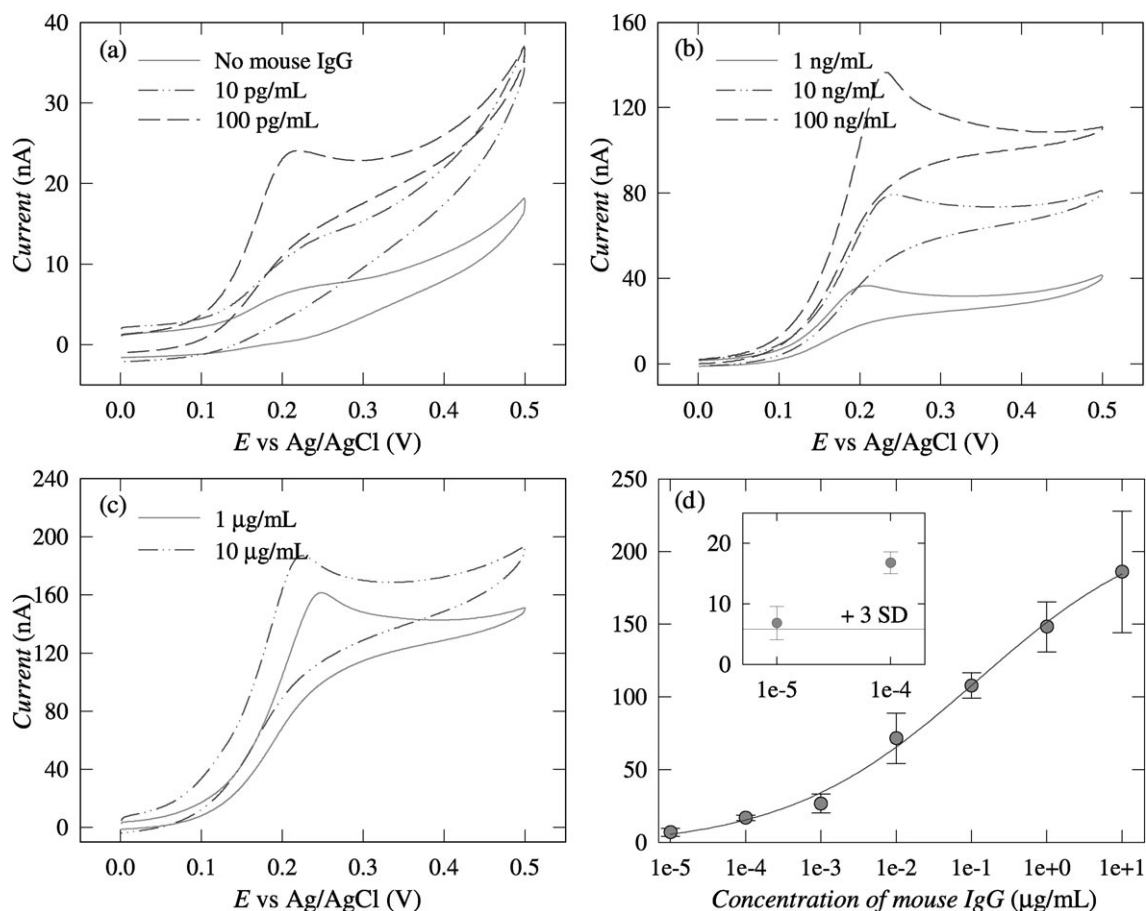 (a)
No mouse IgG
10 pg/mL
100 pg/mL
40
30
20
10
0
Current (nA)
0.0 0.1 0.2 0.3 0.4 0.5
E vs Ag/AgCl (V)
(b)
1 ng/mL
10 ng/mL
100 ng/mL
160
120
80
40
0
Current (nA)
0.0 0.1 0.2 0.3 0.4 0.5
E vs Ag/AgCl (V)
(c)
1 μg/mL
10 μg/mL
240
200
160
120
80
40
0
Current (nA)
0.0 0.1 0.2 0.3 0.4 0.5
E vs Ag/AgCl (V)
(d)
250
200
150
100
50
0
20
10
0
+ 3 SD
1e-5 1e-4
1e-5 1e-4 1e-3 1e-2 1e-1 1e+0 1e+1
Concentration of mouse IgG (μg/mL)